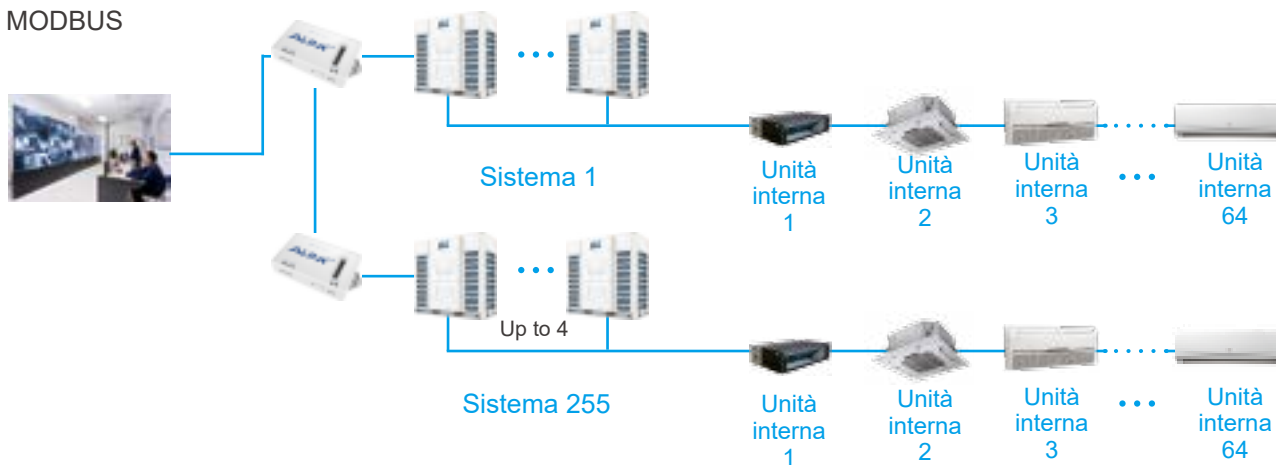 MODBUS
Sistema 1
Unità
interna
1
Unità
interna
2
Unità
interna
3
Unità
interna
64
Up to 4
Sistema 255
Unità
interna
1
Unità
interna
2
Unità
interna
3
Unità
interna
64